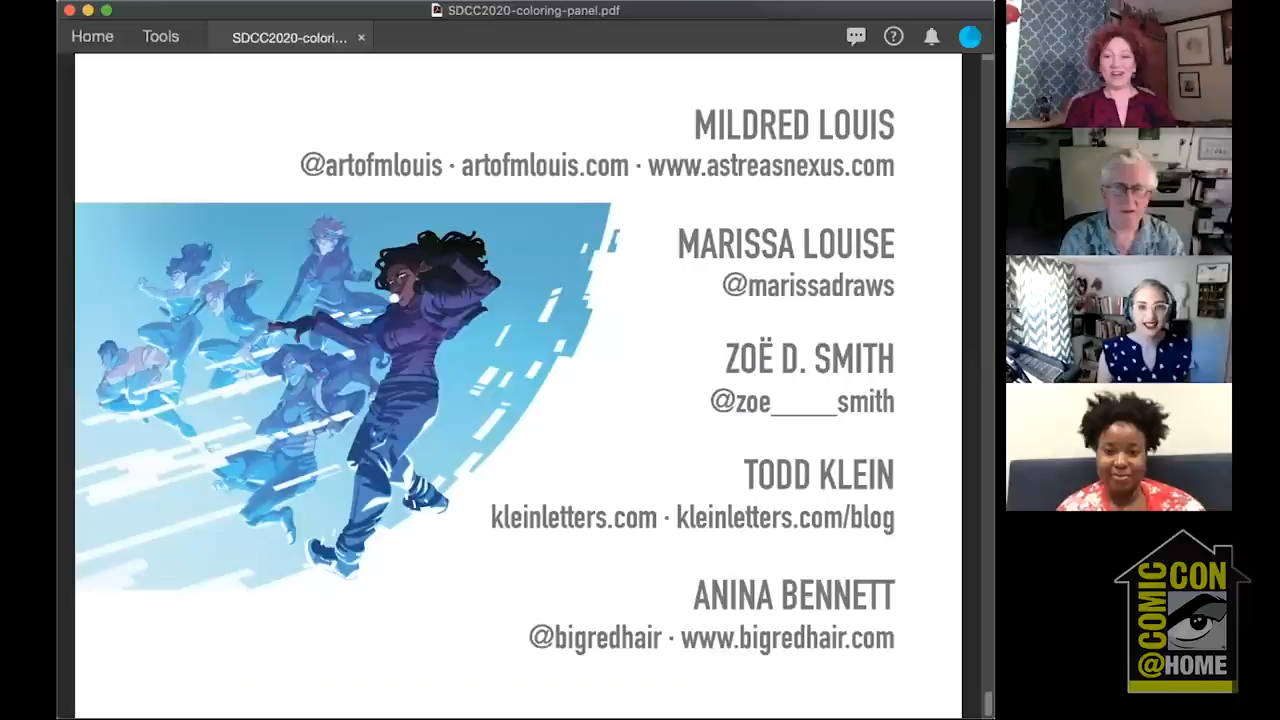 SDCC2020-coloring-panel.pdf
Home Tools SDCC2020-colori... ×
MILDRED LOUIS
@artofmlouis · artofmlouis.com · www.astreasnexus.com
MARISSA LOUISE
@marissadraws
ZOË D. SMITH
@zoe_____smith
TODD KLEIN
kleinletters.com · kleinletters.com/blog
ANINA BENNETT
@bigredhair · www.bigredhair.com
COMIC CON
@HOME